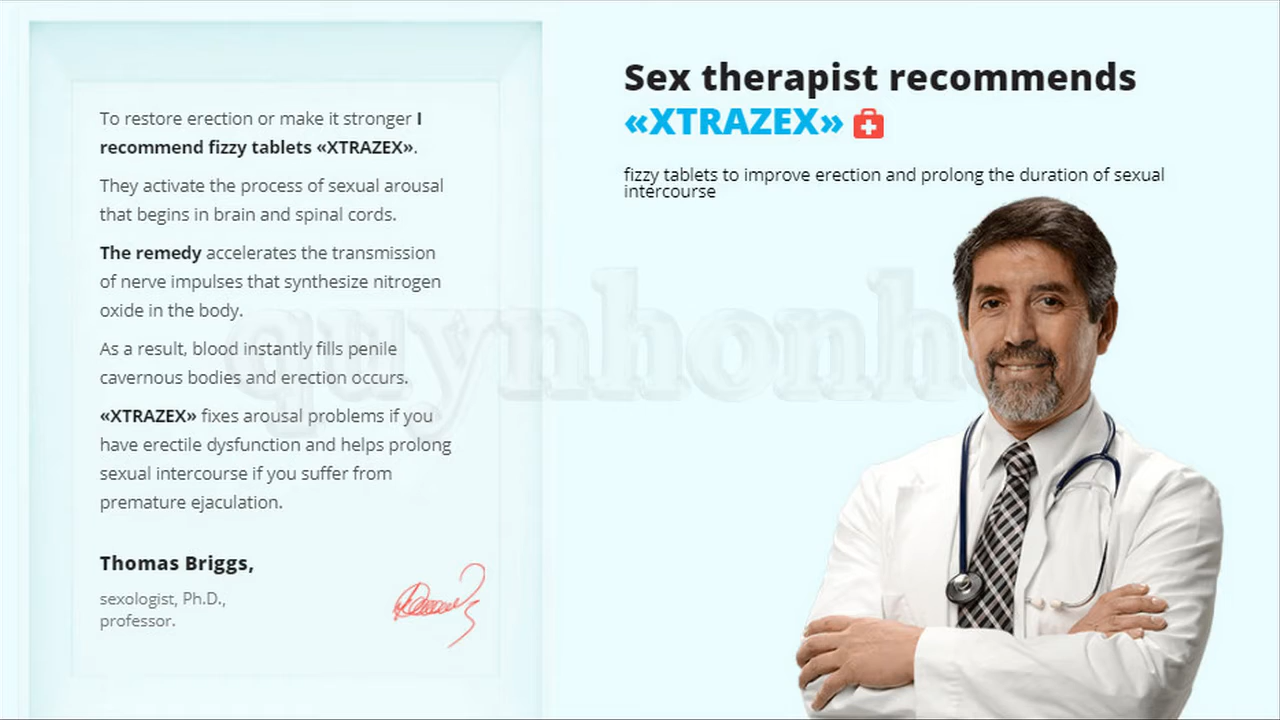 To restore erection or make it stronger I
recommend fizzy tablets «XTRAZEX».
They activate the process of sexual arousal
that begins in brain and spinal cords.
The remedy accelerates the transmission
of nerve impulses that synthesize nitrogen
oxide in the body.
As a result, blood instantly fills penile
cavernous bodies and erection occurs.
«XTRAZEX» fixes arousal problems if you
have erectile dysfunction and helps prolong
sexual intercourse if you suffer from
premature ejaculation.
Thomas Briggs,
sexologist, Ph.D.,
professor.
Sex therapist recommends
«XTRAZEX»
fizzy tablets to improve erection and prolong the duration of sexual
intercourse